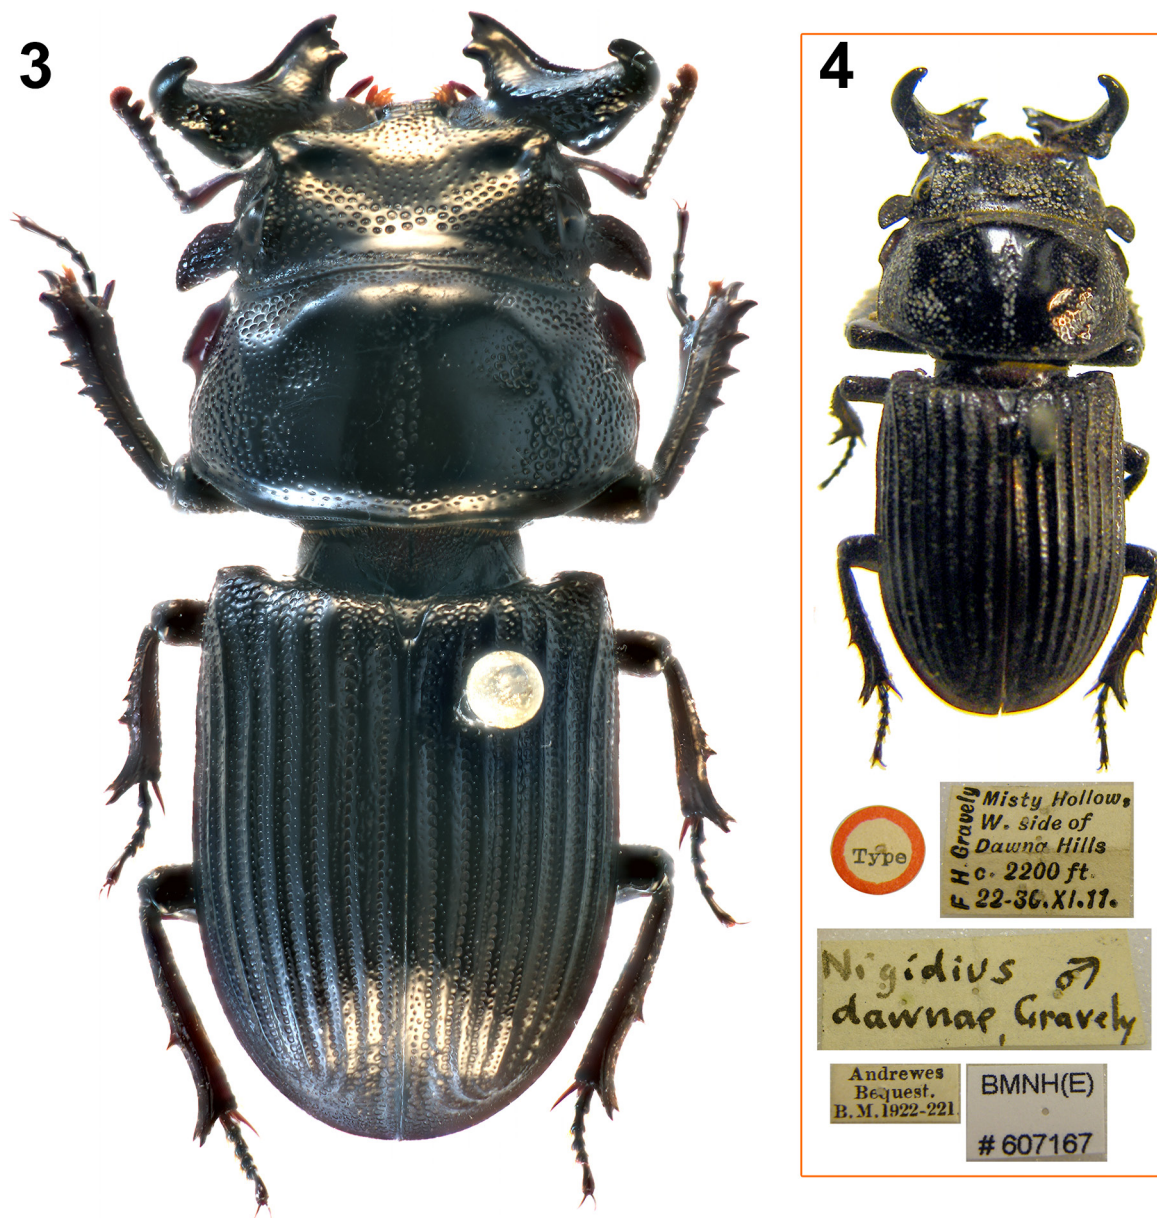 3
4
Type
F H. Gravely
Misty Hollow,
W. side of
Dawna Hills
c. 2200 ft.
22-30.XI.11.
Nigidius ♂
dawnae, Gravely
Andrewes
Bequest.
B.M.1922-221.
BMNH(E)
# 607167